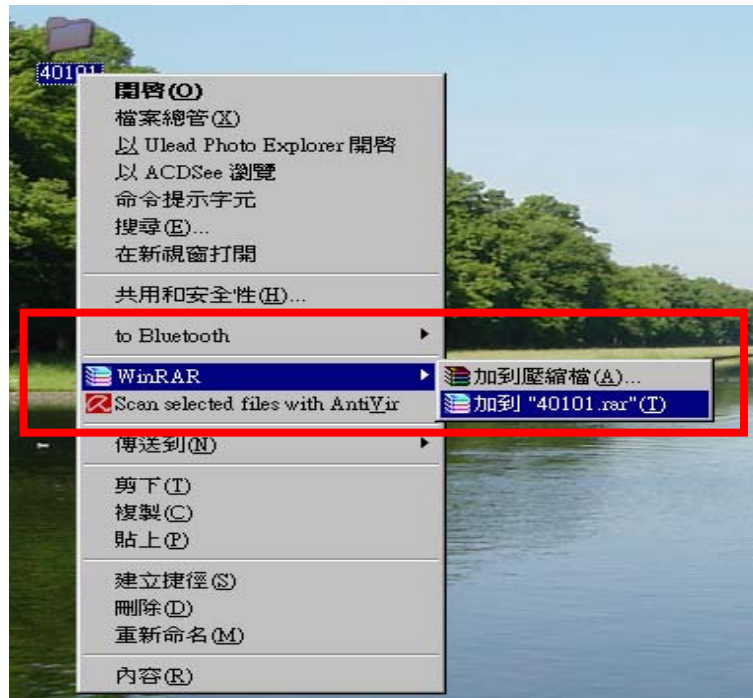 40101
開啓(O)
檔案總管(X)
以 Ulead Photo Explorer 開啓
以 ACDSee 瀏覽
命令提示字元
搜尋(E)...
在新視窗打開
共用和安全性(H)...
to Bluetooth
WinRAR
加到壓縮檔(A)...
Scan selected files with AntiVir
加到 "40101.rar"(T)
傳送到(N)
剪下(T)
複製(C)
貼上(P)
建立捷徑(S)
刪除(D)
重新命名(M)
內容(R)